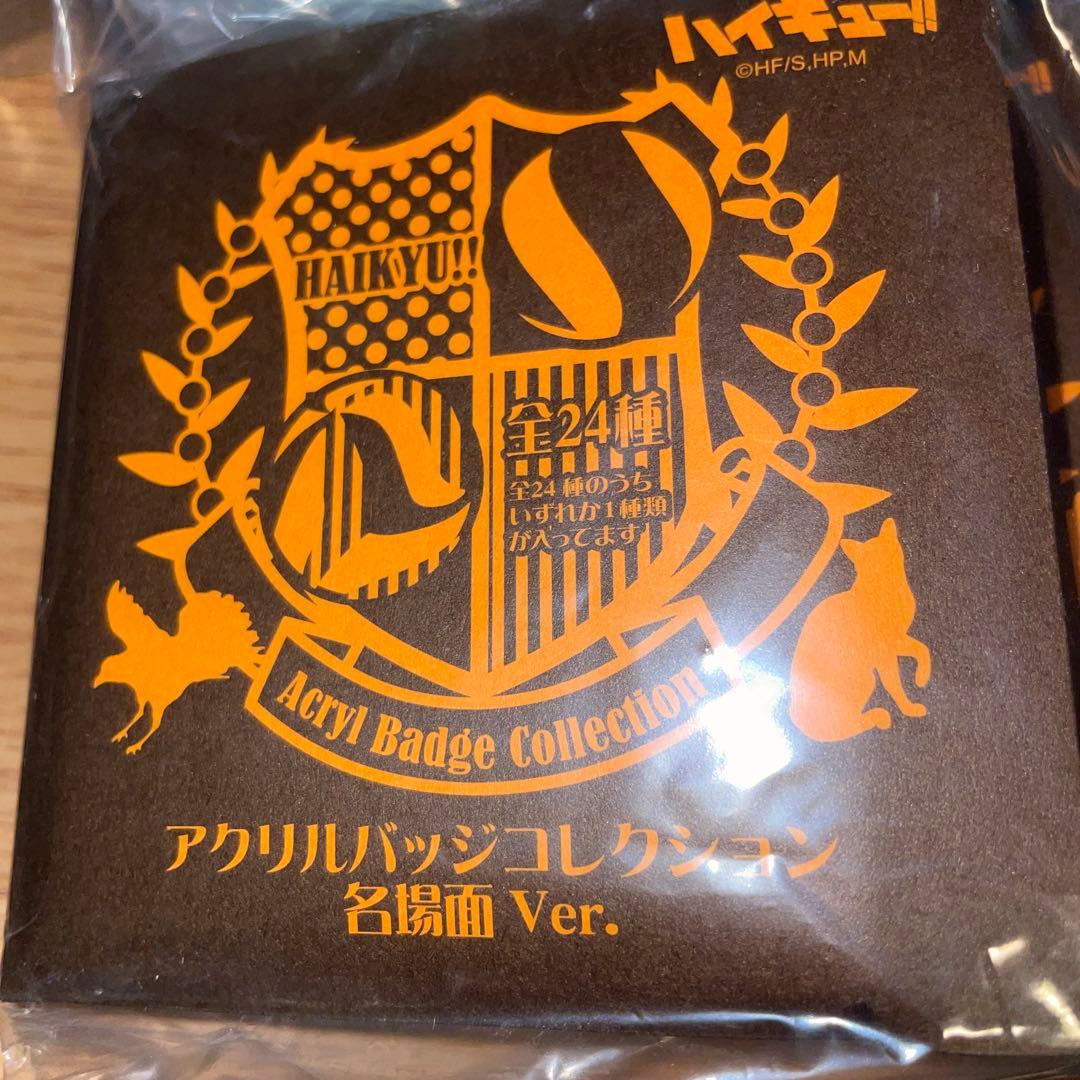 ハイキュー!!
©HF/S,HP,M
HAIKYU!!
全24種
全24種のうち
いずれか1種類
が入ってます!
Acryl Badge Collection
アクリルバッジコレクション
名場面 Ver.